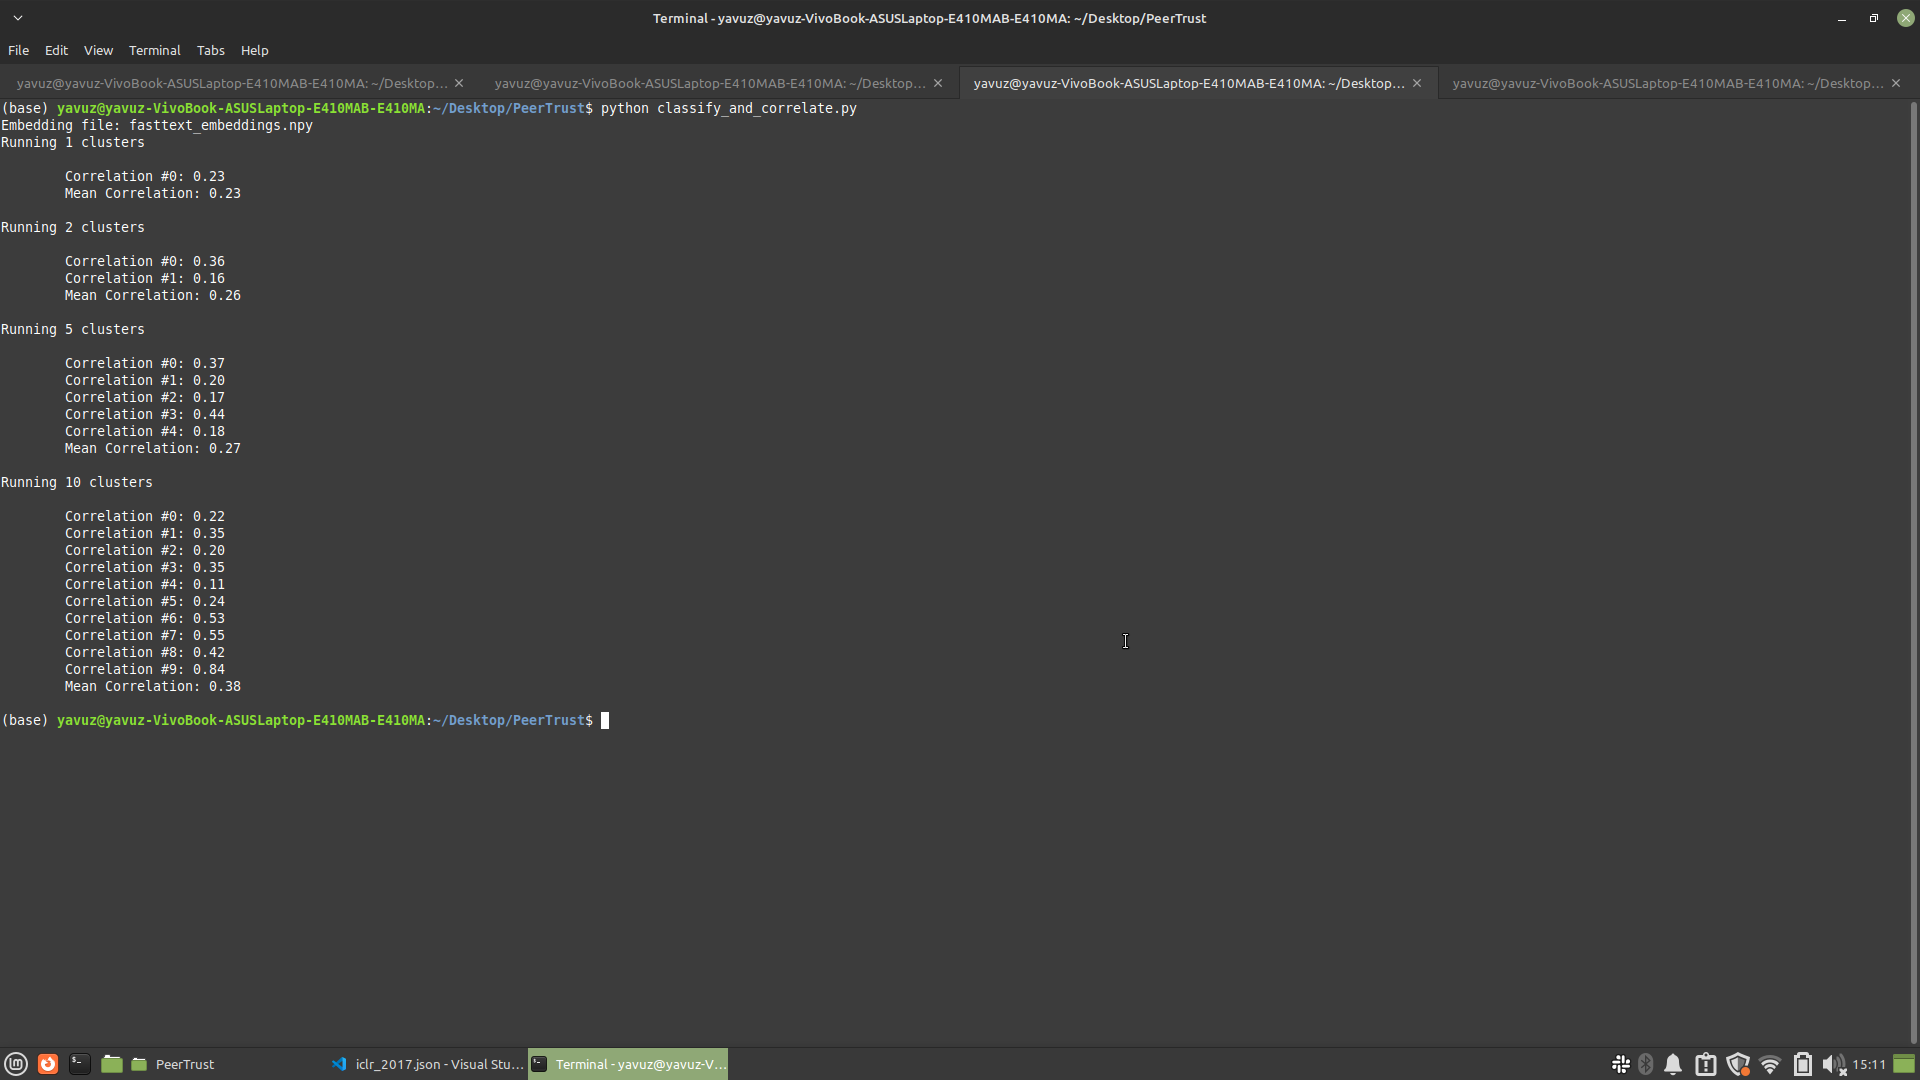 Terminal - yavuz@yavuz-VivoBook-ASUSLaptop-E410MAB-E410MA: ~/Desktop/PeerTrust
File Edit View Terminal Tabs Help
yavuz@yavuz-VivoBook-ASUSLaptop-E410MAB-E410MA: ~/Desktop... yavuz@yavuz-VivoBook-ASUSLaptop-E410MAB-E410MA: ~/Desktop... yavuz@yavuz-VivoBook-ASUSLaptop-E410MAB-E410MA: ~/Desktop... yavuz@yavuz-VivoBook-ASUSLaptop-E410MAB-E410MA: ~/Desktop...
(base) yavuz@yavuz-VivoBook-ASUSLaptop-E410MAB-E410MA:~/Desktop/PeerTrust$ python classify_and_correlate.py
Embedding file: fasttext_embeddings.npy
Running 1 clusters
Correlation #0: 0.23
Mean Correlation: 0.23
Running 2 clusters
Correlation #0: 0.36
Correlation #1: 0.16
Mean Correlation: 0.26
Running 5 clusters
Correlation #0: 0.37
Correlation #1: 0.20
Correlation #2: 0.17
Correlation #3: 0.44
Correlation #4: 0.18
Mean Correlation: 0.27
Running 10 clusters
Correlation #0: 0.22
Correlation #1: 0.35
Correlation #2: 0.20
Correlation #3: 0.35
Correlation #4: 0.11
Correlation #5: 0.24
Correlation #6: 0.53
Correlation #7: 0.55
Correlation #8: 0.42
Correlation #9: 0.84
Mean Correlation: 0.38
(base) yavuz@yavuz-VivoBook-ASUSLaptop-E410MAB-E410MA:~/Desktop/PeerTrust$
PeerTrust iclr_2017.json - Visual Stu... Terminal - yavuz@yavuz-V... 15:11